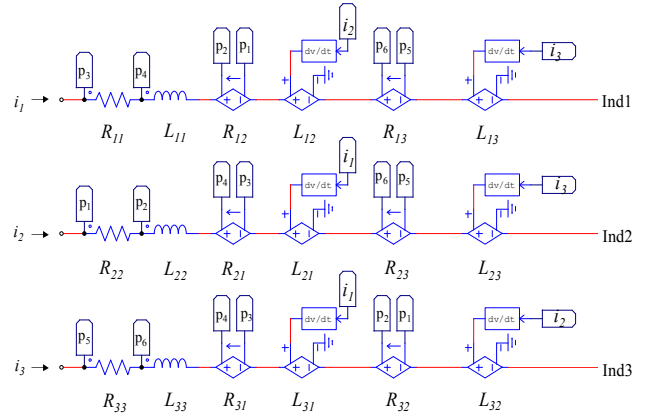 i2
p2 p1 dv/dt p6 p5 dv/dt i3
p3 p4
i1 Ind1
R11 L11 R12 L12 R13 L13
i1
p4 p3 dv/dt p6 p5 dv/dt i3
p1 p2
i2 Ind2
R22 L22 R21 L21 R23 L23
i1
p4 p3 dv/dt p2 p1 dv/dt i2
p5 p6
i3 Ind3
R33 L33 R31 L31 R32 L32